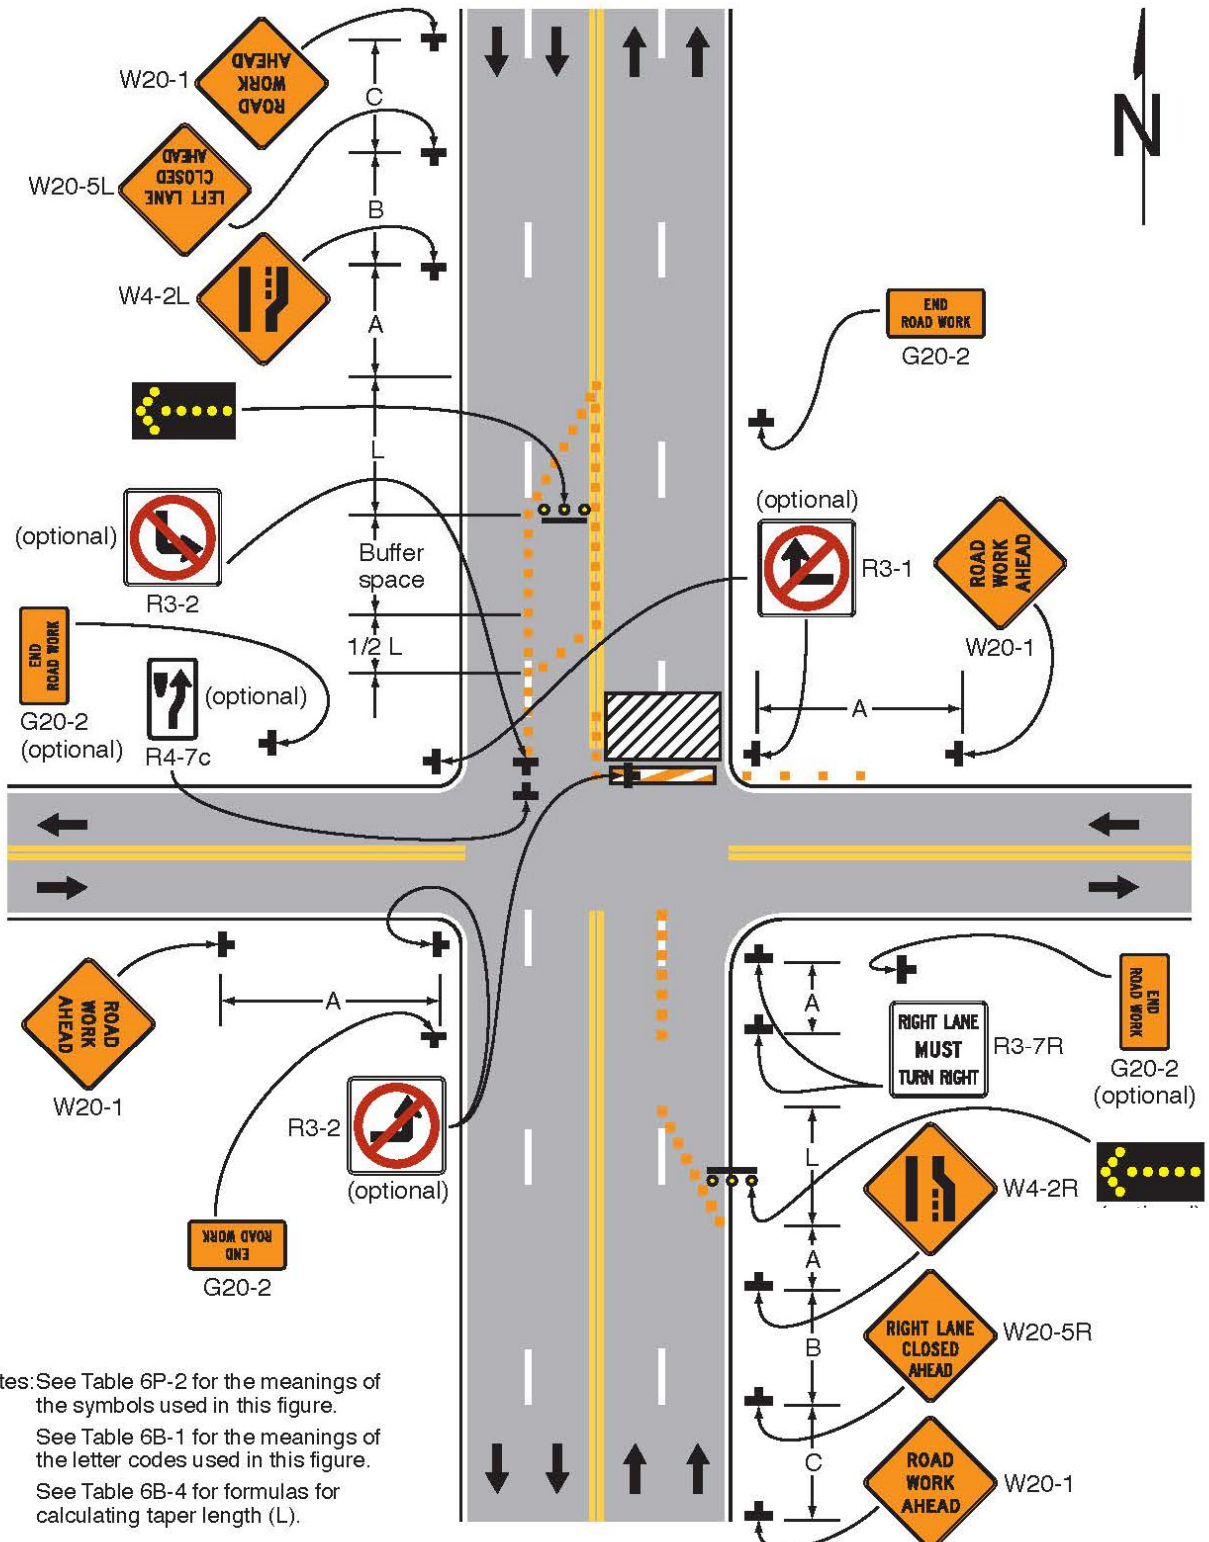 W20-1
ROAD
WORK
AHEAD
C
W20-5L
LEFT LANE
CLOSED
AHEAD
B
W4-2L
A
N
END
ROAD WORK
G20-2
L
(optional)
R3-2
Buffer
space
1/2 L
(optional)
R3-1
ROAD
WORK
AHEAD
W20-1
A
END
ROAD WORK
G20-2
(optional)
(optional)
R4-7c
ROAD
WORK
AHEAD
W20-1
A
R3-2
(optional)
END
ROAD WORK
G20-2
A
RIGHT LANE
MUST
TURN RIGHT
R3-7R
END
ROAD WORK
G20-2
(optional)
L
W4-2R
A
RIGHT LANE
CLOSED
AHEAD
W20-5R
B
C
ROAD
WORK
AHEAD
W20-1
tes: See Table 6P-2 for the meanings of
the symbols used in this figure.
See Table 6B-1 for the meanings of
the letter codes used in this figure.
See Table 6B-4 for formulas for
calculating taper length (L).